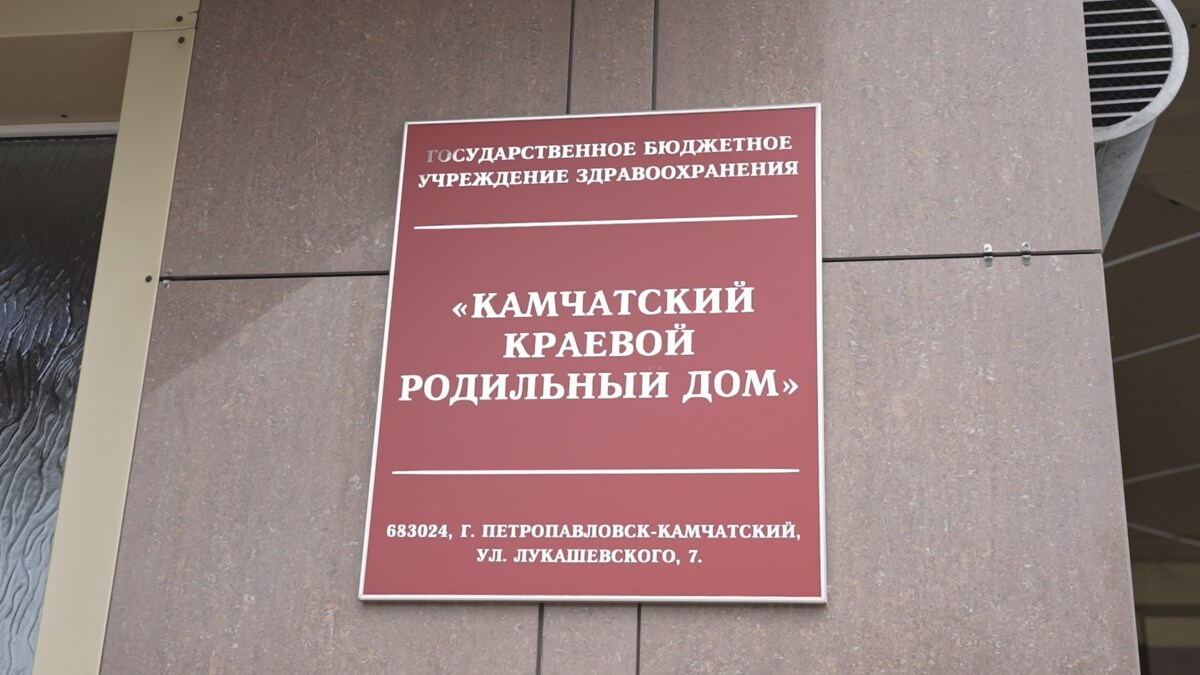 ГОСУДАРСТВЕННОЕ БЮДЖЕТНОЕ
УЧРЕЖДЕНИЕ ЗДРАВООХРАНЕНИЯ
«КАМЧАТСКИЙ
КРАЕВОЙ
РОДИЛЬНЫЙ ДОМ»
683024, Г. ПЕТРОПАВЛОВСК-КАМЧАТСКИЙ,
УЛ. ЛУКАШЕВСКОГО, 7.